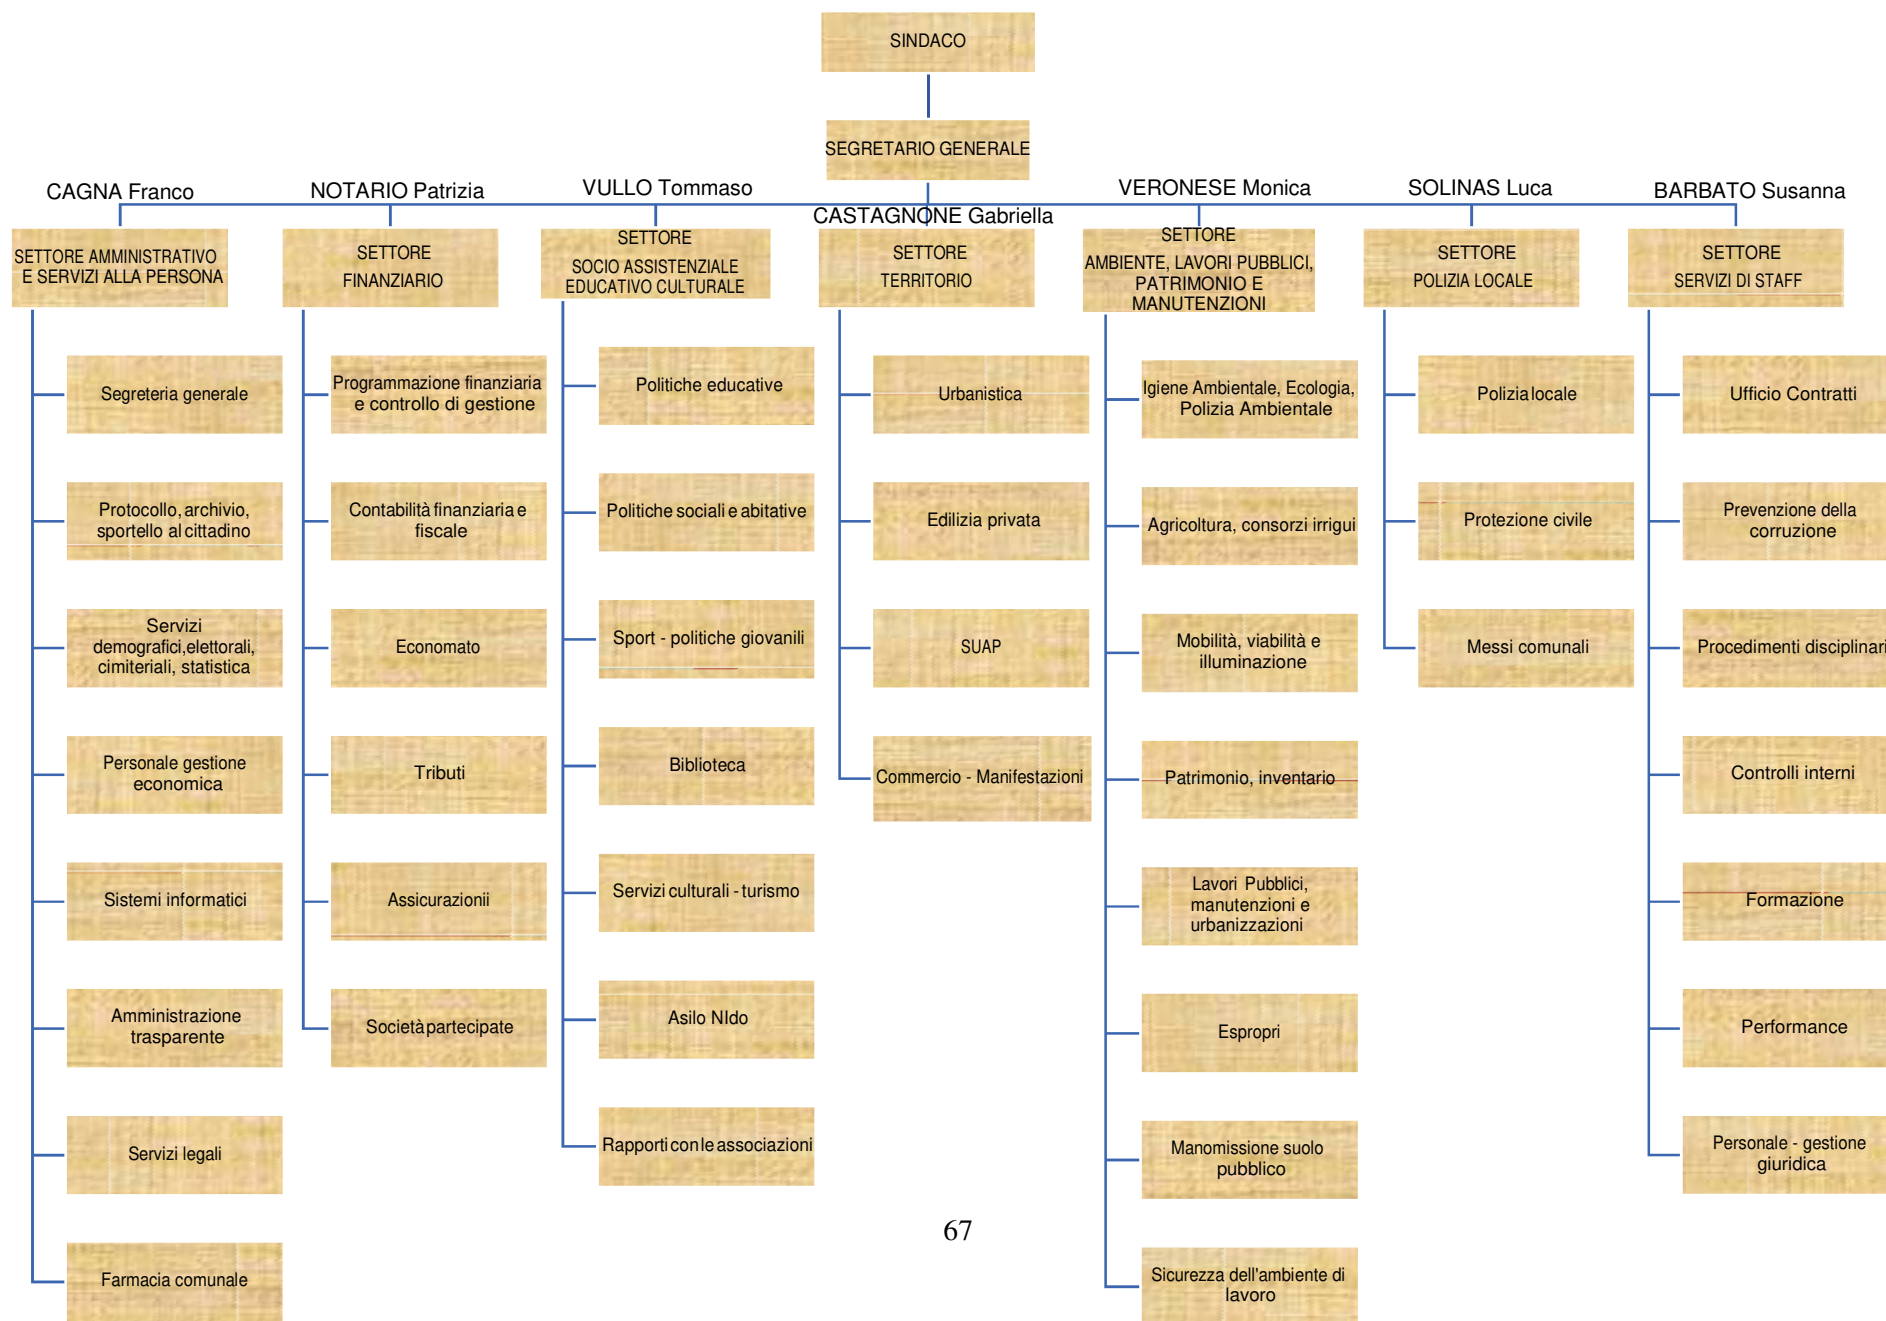 SINDACO
SEGRETARIO GENERALE
CAGNA Franco
NOTARIO Patrizia
VULLO Tommaso
CASTAGNONE Gabriella
VERONESE Monica
SOLINAS Luca
BARBATO Susanna
SETTORE AMMINISTRATIVO
E SERVIZI ALLA PERSONA
Segreteria generale
Protocollo, archivio,
sportello al cittadino
Servizi
demografici,elettorali,
cimiteriali, statistica
Personale gestione
economica
Sistemi informatici
Amministrazione
trasparente
Servizi legali
Farmacia comunale
SETTORE
FINANZIARIO
Programmazione finanziaria
e controllo di gestione
Contabilità finanziaria e
fiscale
Economato
Tributi
Assicurazionii
Società partecipate
SETTORE
SOCIO ASSISTENZIALE
EDUCATIVO CULTURALE
Politiche educative
Politiche sociali e abitative
Sport - politiche giovanili
Biblioteca
Servizi culturali - turismo
Asilo NIdo
Rapporti con le associazioni
SETTORE
TERRITORIO
Urbanistica
Edilizia privata
SUAP
Commercio - Manifestazioni
SETTORE
AMBIENTE, LAVORI PUBBLICI,
PATRIMONIO E
MANUTENZIONI
Igiene Ambientale, Ecologia,
Polizia Ambientale
Agricoltura, consorzi irrigui
Mobilità, viabilità e
illuminazione
Patrimonio, inventario
Lavori Pubblici,
manutenzioni e
urbanizzazioni
Espropri
Manomissione suolo
pubblico
Sicurezza dell'ambiente di
lavoro
SETTORE
POLIZIA LOCALE
Polizia locale
Protezione civile
Messi comunali
SETTORE
SERVIZI DI STAFF
Ufficio Contratti
Prevenzione della
corruzione
Procedimenti disciplinari
Controlli interni
Formazione
Performance
Personale - gestione
giuridica
67